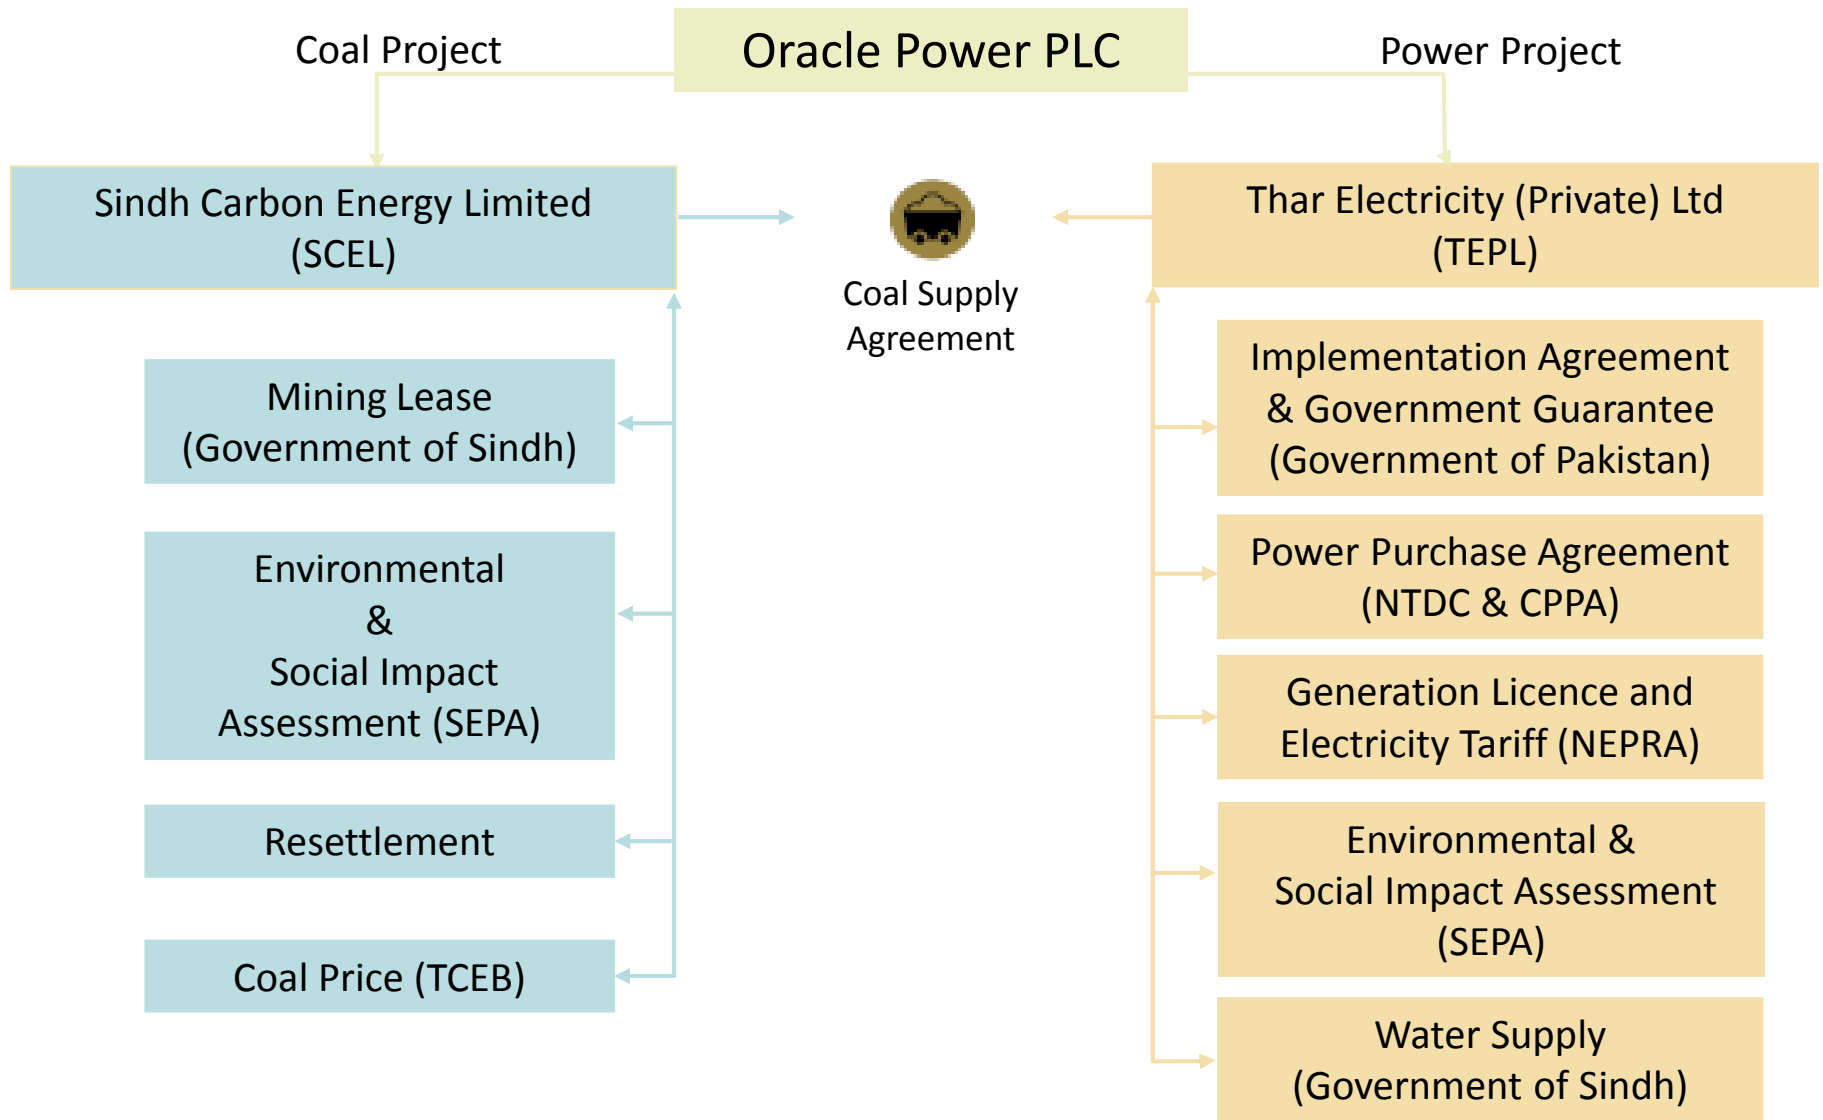 Coal Project
Oracle Power PLC
Power Project
Sindh Carbon Energy Limited
(SCEL)
Coal Supply
Agreement
Thar Electricity (Private) Ltd
(TEPL)
Mining Lease
(Government of Sindh)
Environmental
&
Social Impact
Assessment (SEPA)
Resettlement
Coal Price (TCEB)
Implementation Agreement
& Government Guarantee
(Government of Pakistan)
Power Purchase Agreement
(NTDC & CPPA)
Generation Licence and
Electricity Tariff (NEPRA)
Environmental &
Social Impact Assessment
(SEPA)
Water Supply
(Government of Sindh)